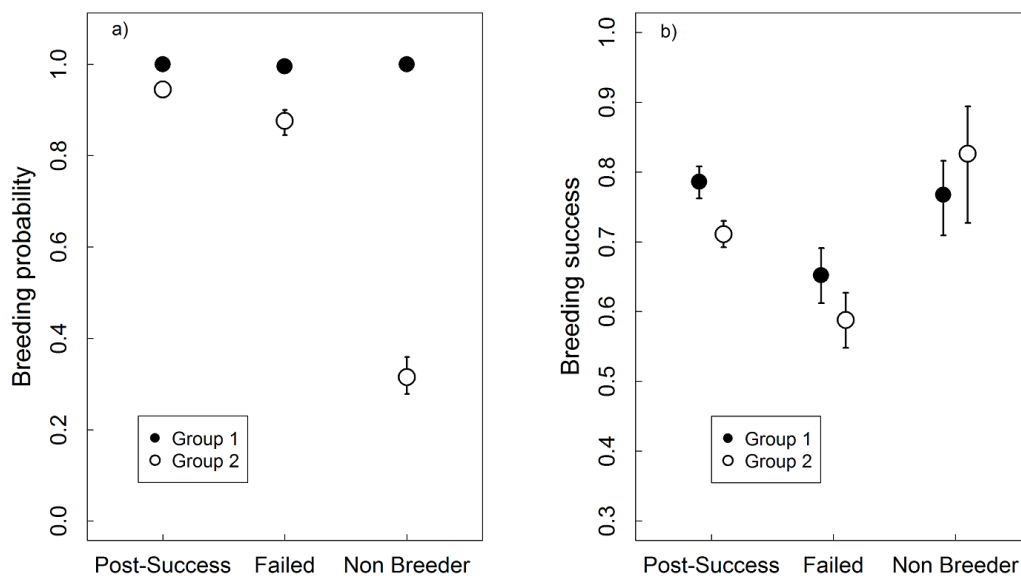 a)
Breeding probability
1.0
0.8
0.6
0.4
0.2
0.0
Group 1
Group 2
Post-Success Failed Non Breeder
b)
Breeding success
1.0
0.9
0.8
0.7
0.6
0.5
0.4
0.3
Group 1
Group 2
Post-Success Failed Non Breeder